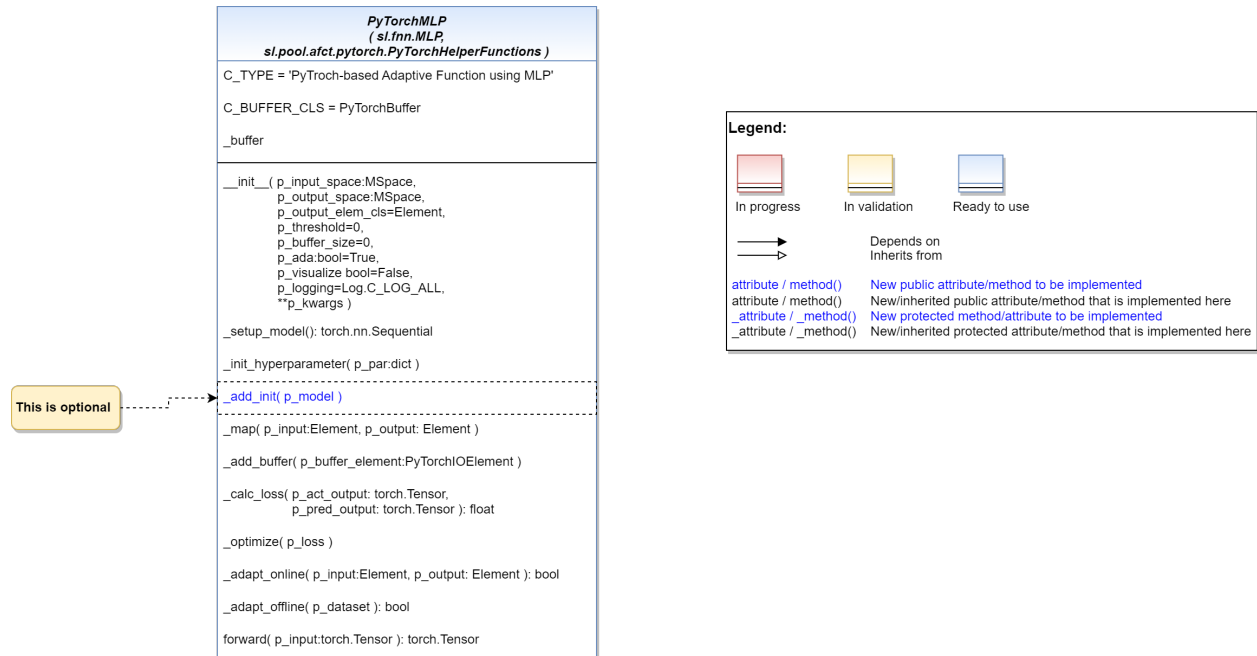 PyTorchMLP
( sl.fnn.MLP,
sl.pool.afct.pytorch.PyTorchHelperFunctions )
C_TYPE = 'PyTroch-based Adaptive Function using MLP'
C_BUFFER_CLS = PyTorchBuffer
_buffer
__init__( p_input_space:MSpace,
p_output_space:MSpace,
p_output_elem_cls=Element,
p_threshold=0,
p_buffer_size=0,
p_ada:bool=True,
p_visualize bool=False,
p_logging=Log.C_LOG_ALL,
**p_kwargs )
_setup_model(): torch.nn.Sequential
_init_hyperparameter( p_par:dict )
This is optional
_add_init( p_model )
_map( p_input:Element, p_output: Element )
_add_buffer( p_buffer_element:PyTorchIOElement )
_calc_loss( p_act_output: torch.Tensor,
p_pred_output: torch.Tensor ): float
_optimize( p_loss )
_adapt_online( p_input:Element, p_output: Element ): bool
_adapt_offline( p_dataset ): bool
forward( p_input:torch.Tensor ): torch.Tensor
Legend:
In progress
In validation
Ready to use
Depends on
Inherits from
attribute / method() New public attribute/method to be implemented
attribute / method() New/inherited public attribute/method that is implemented here
_attribute / _method() New protected method/attribute to be implemented
_attribute / _method() New/inherited protected attribute/method that is implemented here